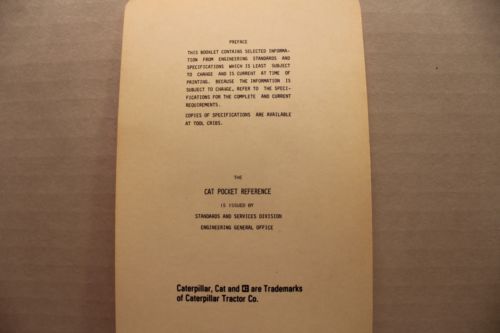 PREFACE
THIS BOOKLET CONTAINS SELECTED INFORMA-
TION FROM ENGINEERING STANDARDS AND
SPECIFICATIONS WHICH IS LEAST SUBJECT
TO CHANGE AND IS CURRENT AT TIME OF
PRINTING. BECAUSE THE INFORMATION IS
SUBJECT TO CHANGE, REFER TO THE SPECI-
FICATIONS FOR THE COMPLETE AND CURRENT
REQUIREMENTS.
COPIES OF SPECIFICATIONS ARE AVAILABLE
AT TOOL CRIBS.
THE
CAT POCKET REFERENCE
IS ISSUED BY
STANDARDS AND SERVICES DIVISION
ENGINEERING GENERAL OFFICE
Caterpillar, Cat and are Trademarks
of Caterpillar Tractor Co.